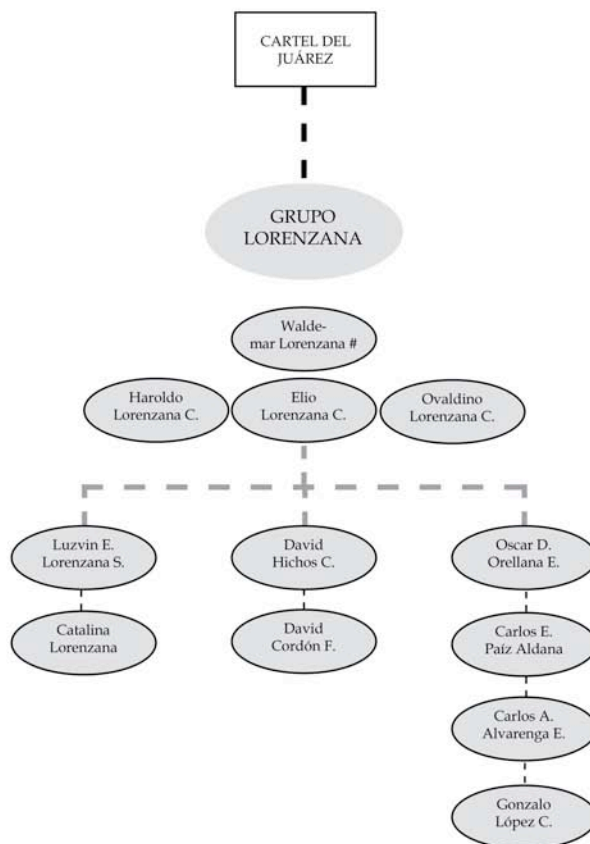 CARTEL DEL
JUÁREZ
GRUPO
LORENZANA
Walde-
mar Lorenzana #
Haroldo
Lorenzana C.
Elio
Lorenzana C.
Ovaldino
Lorenzana C.
Luzvin E.
Lorenzana S.
David
Hichos C.
Oscar D.
Orellana E.
Catalina
Lorenzana
David
Cordón F.
Carlos E.
Paíz Aldana
Carlos A.
Alvarenga E.
Gonzalo
López C.